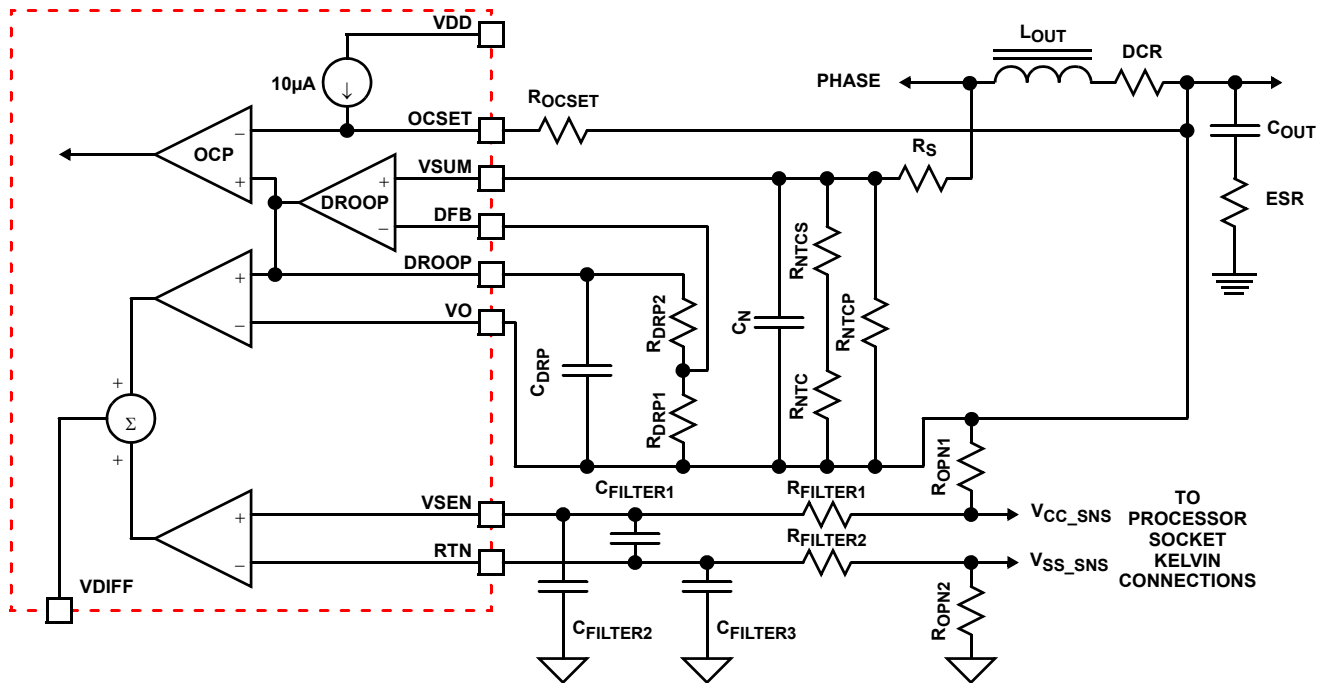 VDD
10µA
OCSET
ROCSET
PHASE
LOUT
DCR
COUT
ESR
OCP
−
+
DROOP
+
−
VSUM
RS
DFB
DROOP
VO
+
−
CDRP
RDRP2
RDRP1
CN
RNTCS
RNTC
RNTCP
+
Σ
+
ROPN1
CFILTER1
RFILTER1
VSEN
+
VCC_SNS
RFILTER2
RTN
−
VSS_SNS
TO
PROCESSOR
SOCKET
KELVIN
CONNECTIONS
VDIFF
CFILTER2
CFILTER3
ROPN2